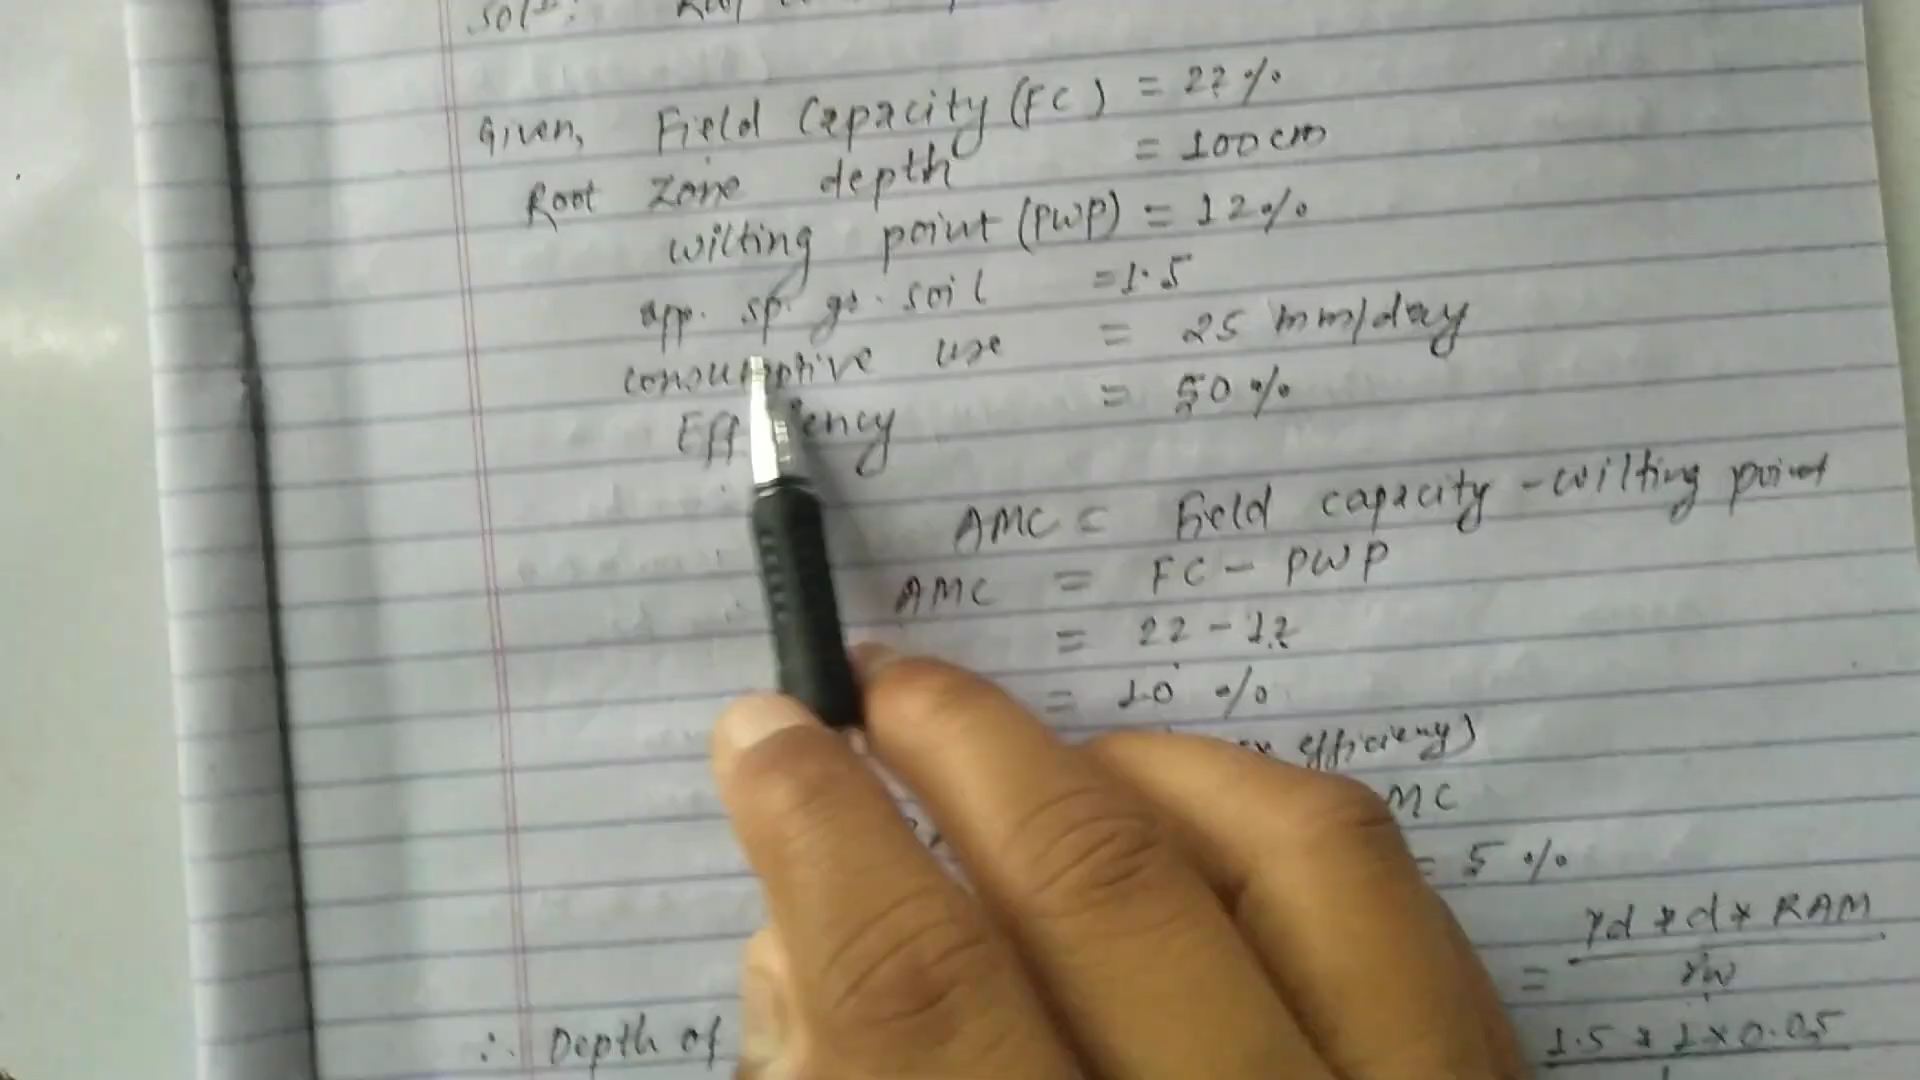 Soln:
Given, Field Capacity (FC) = 22%
Root zone depth = 100cm
wilting point (PWP) = 12%
app. sp. gr. soil = 1.5
consumptive use = 25 mm/day
Efficiency = 50%
AMC = Field capacity - wilting point
AMC = FC - PWP
= 22 - 12
= 10 %
efficiency)
MC
= 5 %
= γd * d * RAM
γw
∴ Depth of
1.5 * 1 * 0.05